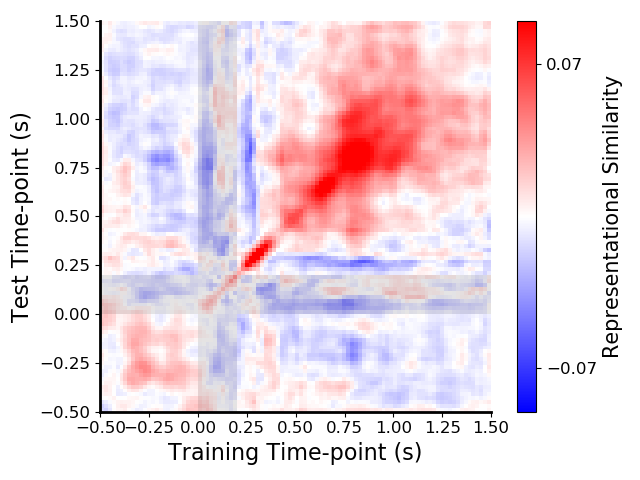 1.50
1.25
1.00
0.75
0.50
0.25
0.00
−0.25
−0.50
Test Time-point (s)
−0.50 −0.25 0.00 0.25 0.50 0.75 1.00 1.25 1.50
Training Time-point (s)
0.07
−0.07
Representational Similarity